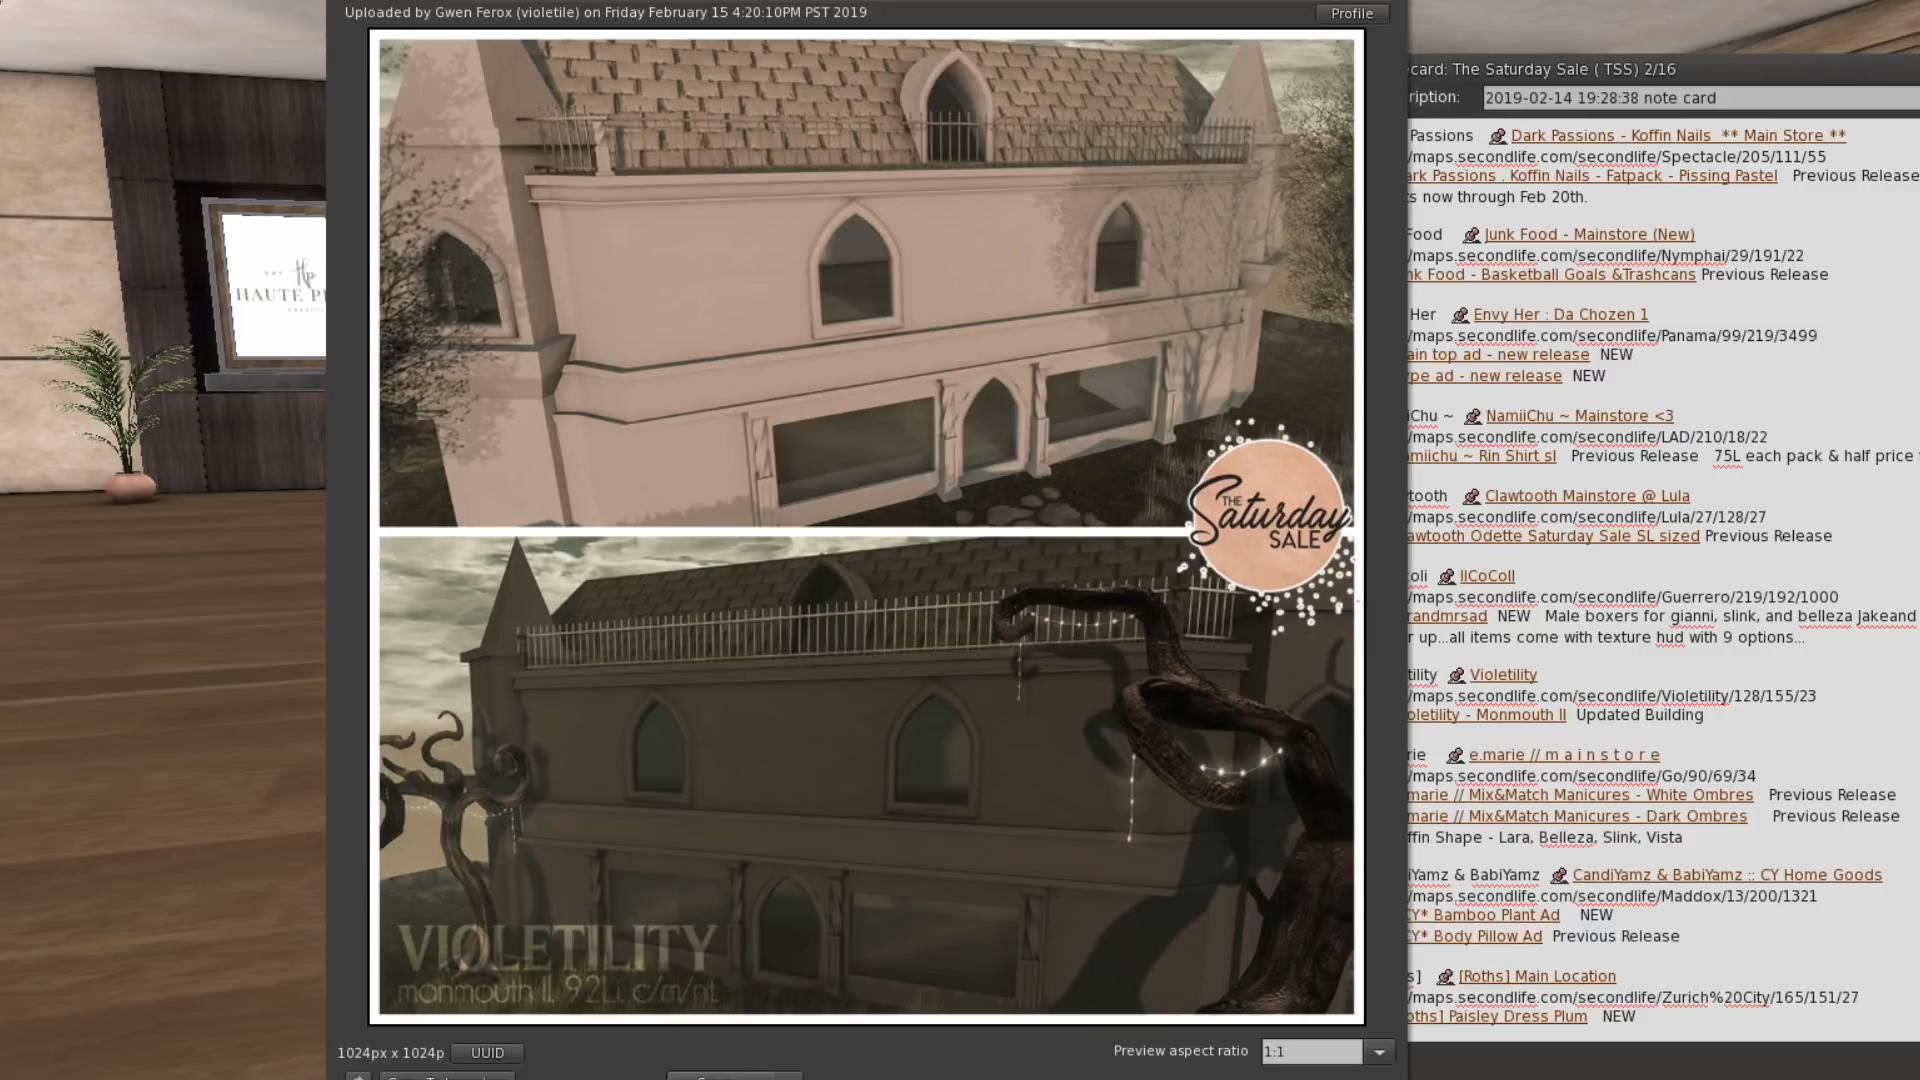 Uploaded by Gwen Ferox (violetile) on Friday February 15 4:20:10PM PST 2019
Profile
HAUTE P
THE
Saturday
SALE
VIOLETILITY
monmouth II. 92Li. c/m/nt
1024px x 1024p
UUID
Preview aspect ratio
1:1
ecard: The Saturday Sale ( TSS) 2/16
ription:
2019-02-14 19:28:38 note card
Passions Dark Passions - Koffin Nails ** Main Store **
/maps.secondlife.com/secondlife/Spectacle/205/111/55
ark Passions . Koffin Nails - Fatpack - Pissing Pastel Previous Release
s now through Feb 20th.
Food Junk Food - Mainstore (New)
/maps.secondlife.com/secondlife/Nymphai/29/191/22
nk Food - Basketball Goals &Trashcans Previous Release
Her Envy Her : Da Chozen 1
/maps.secondlife.com/secondlife/Panama/99/219/3499
ain top ad - new release NEW
ype ad - new release NEW
iChu ~ NamiiChu ~ Mainstore <3
/maps.secondlife.com/secondlife/LAD/210/18/22
amiichu ~ Rin Shirt sl Previous Release 75L each pack & half price
tooth Clawtooth Mainstore @ Lula
/maps.secondlife.com/secondlife/Lula/27/128/27
awtooth Odette Saturday Sale SL sized Previous Release
oli
/maps.secondlife.com/secondlife/Guerrero/219/192/1000
randmrsad NEW Male boxers for gianni, slink, and belleza Jakeand
r up...all items come with texture hud with 9 options...
tility Violetility
/maps.secondlife.com/secondlife/Violetility/128/155/23
oletility - Monmouth II Updated Building
rie e.marie // m a i n s t o r e
/maps.secondlife.com/secondlife/Go/90/69/34
marie // Mix&Match Manicures - White Ombres Previous Release
marie // Mix&Match Manicures - Dark Ombres Previous Release
ffin Shape - Lara, Belleza, Slink, Vista
iYamz & BabiYamz CandiYamz & BabiYamz :: CY Home Goods
/maps.secondlife.com/secondlife/Maddox/13/200/1321
CY* Bamboo Plant Ad NEW
CY* Body Pillow Ad Previous Release
s] [Roths] Main Location
/maps.secondlife.com/secondlife/Zurich%20City/165/151/27
oths] Paisley Dress Plum NEW